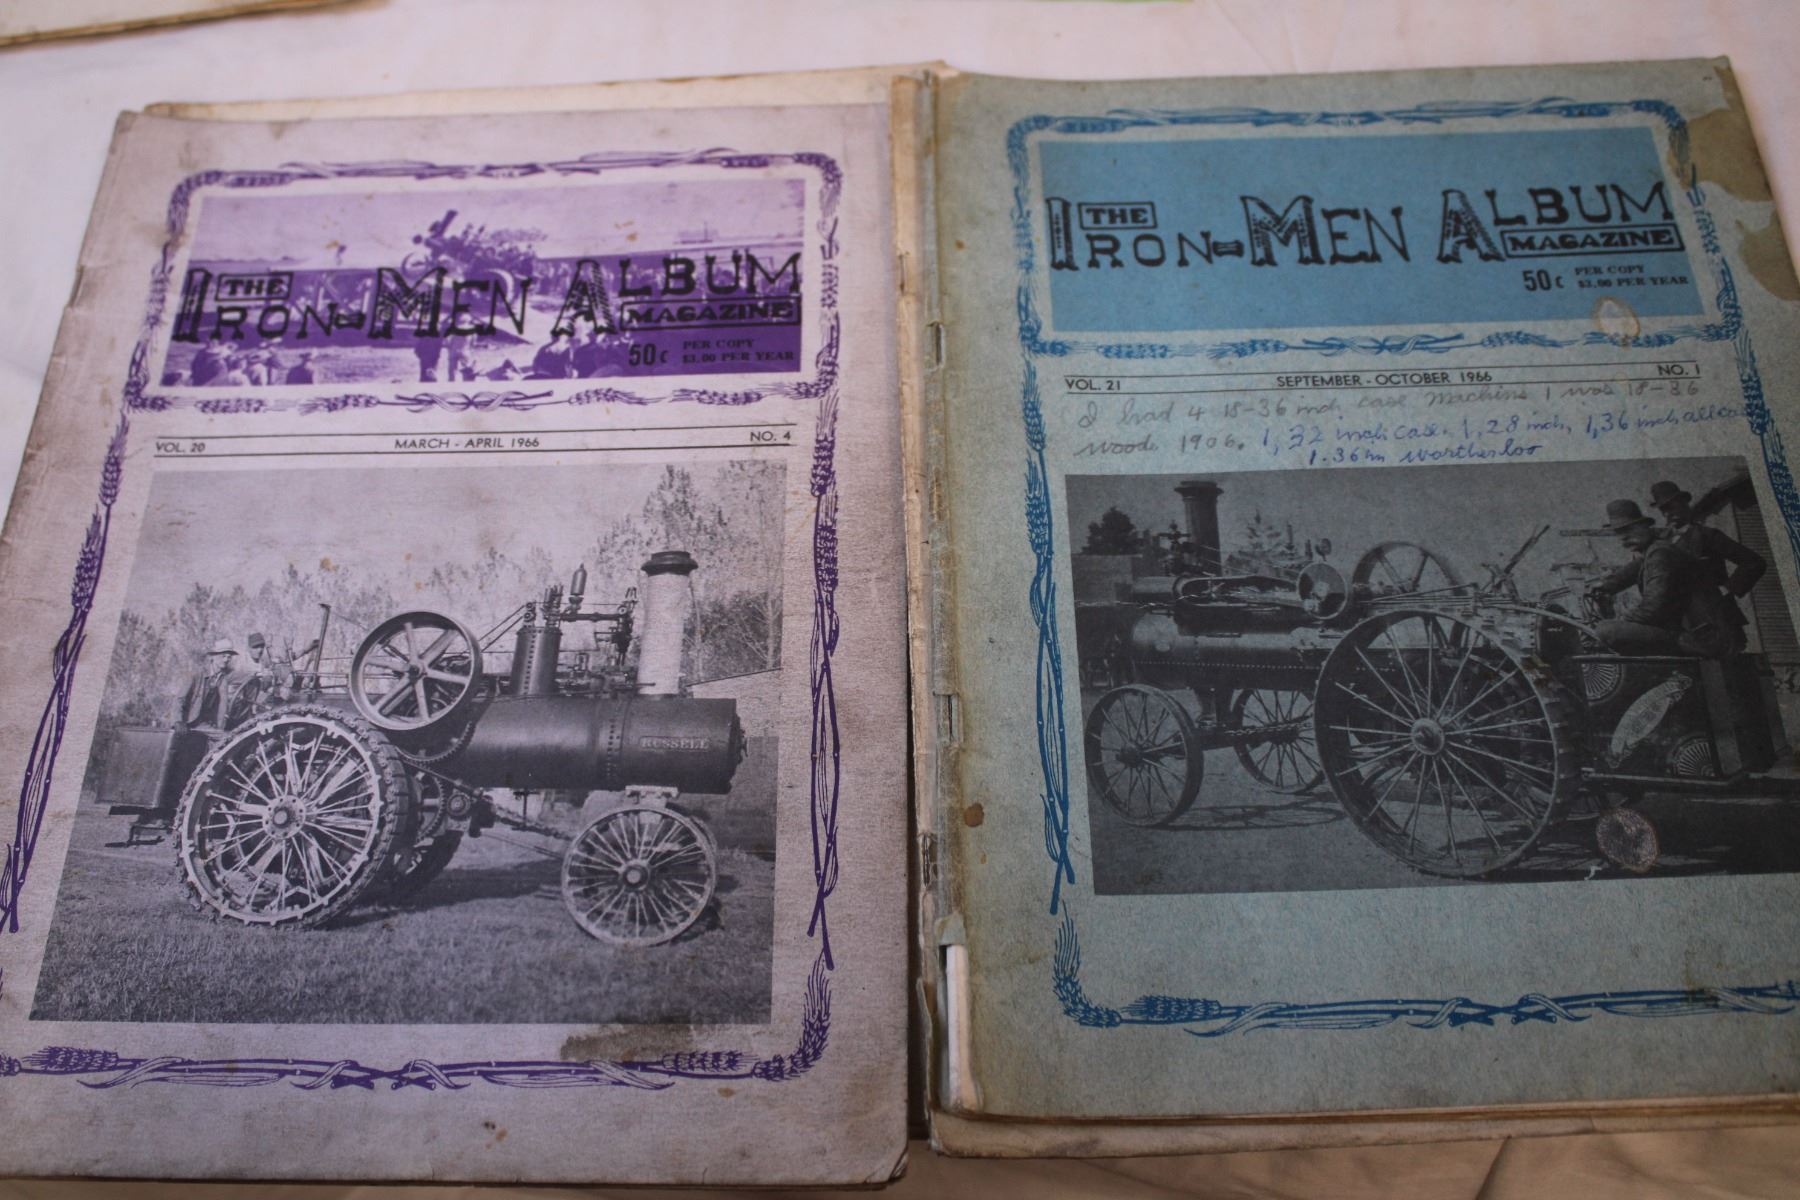 THE
IRON-MEN ALBUM
MAGAZINE
50¢ PER COPY
$3.00 PER YEAR
VOL. 20 MARCH - APRIL 1966 NO. 4
RUSSELL
THE
IRON-MEN ALBUM
MAGAZINE
50¢ PER COPY
$3.00 PER YEAR
VOL. 21 SEPTEMBER - OCTOBER 1966 NO. 1
I had 4 18-36 inch case machins 1 was 18-36
wood. 1906. 1, 32 inch case. 1, 28 inch, 1, 36 inch all
1. 36 in